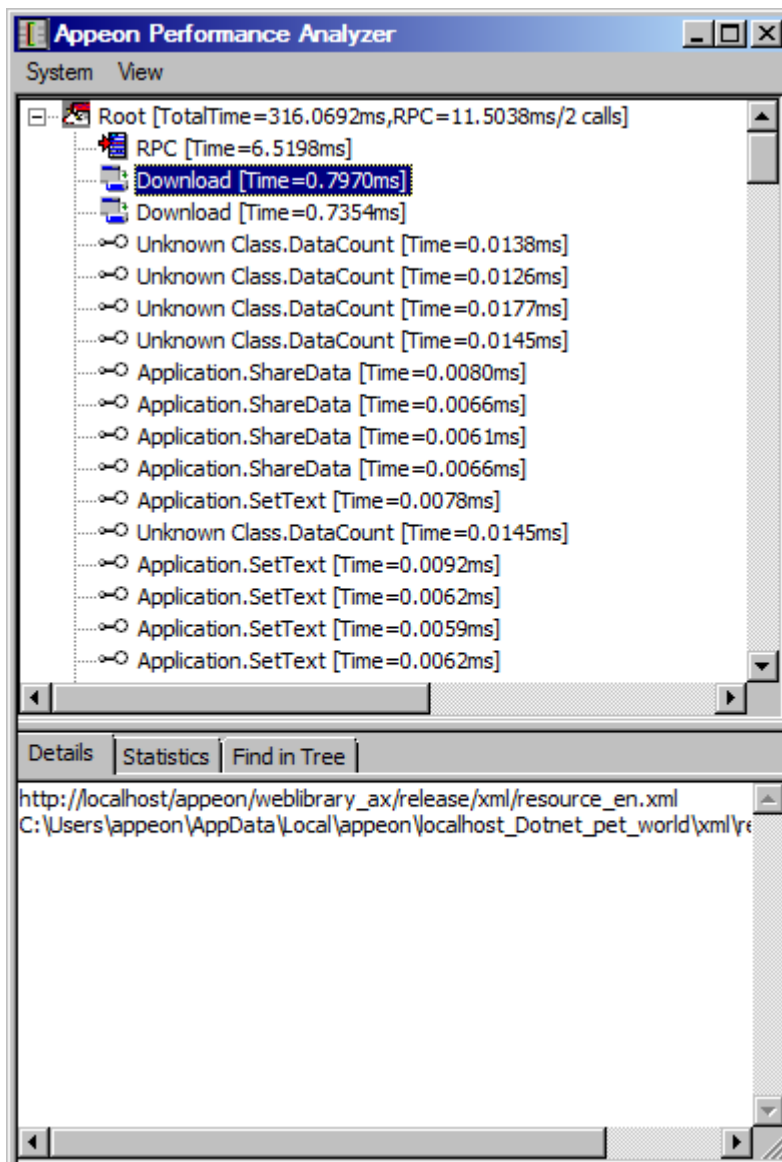 Appeon Performance Analyzer
System View
Root [TotalTime=316.0692ms,RPC=11.5038ms/2 calls]
RPC [Time=6.5198ms]
Download [Time=0.7970ms]
Download [Time=0.7354ms]
Unknown Class.DataCount [Time=0.0138ms]
Unknown Class.DataCount [Time=0.0126ms]
Unknown Class.DataCount [Time=0.0177ms]
Unknown Class.DataCount [Time=0.0145ms]
Application.ShareData [Time=0.0080ms]
Application.ShareData [Time=0.0066ms]
Application.ShareData [Time=0.0061ms]
Application.ShareData [Time=0.0066ms]
Application.SetText [Time=0.0078ms]
Unknown Class.DataCount [Time=0.0145ms]
Application.SetText [Time=0.0092ms]
Application.SetText [Time=0.0062ms]
Application.SetText [Time=0.0059ms]
Application.SetText [Time=0.0062ms]
Details Statistics Find in Tree
http://localhost/appeon/weblibrary_ax/release/xml/resource_en.xml
C:\Users\appeon\AppData\Local\appeon\localhost_Dotnet_pet_world\xml\re